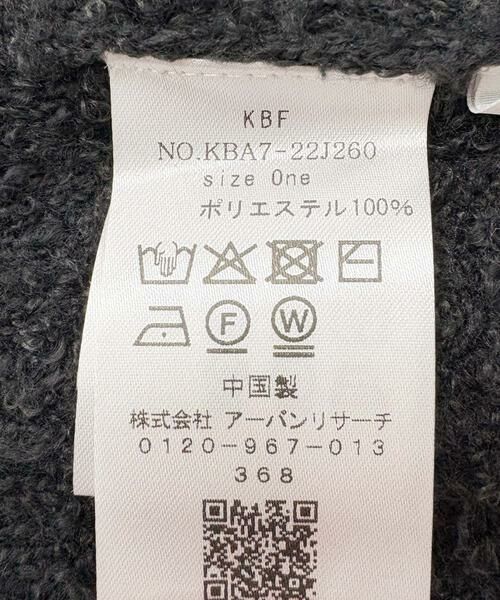 KBF
NO.KBA7-22J260
size One
ポリエステル100%
F W
中国製
株式会社 アーバンリサーチ
0120-967-013
368